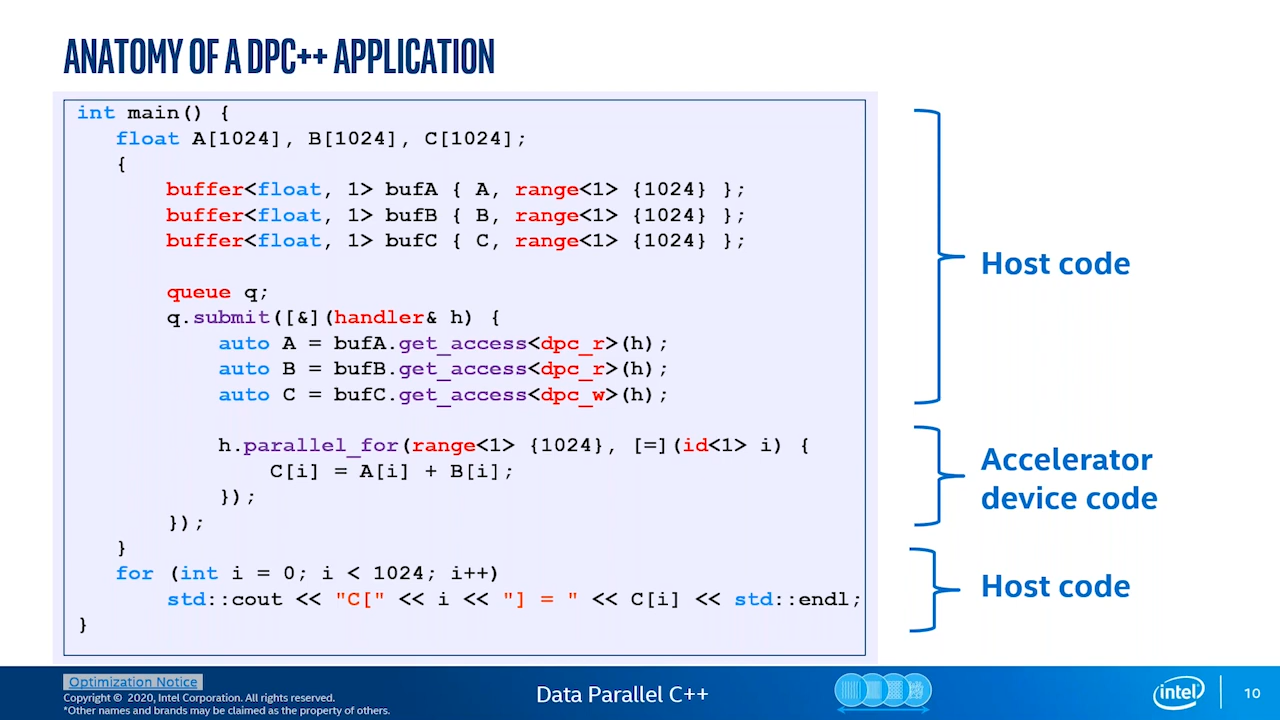 ANATOMY OF A DPC++ APPLICATION
int main() {
float A[1024], B[1024], C[1024];
{
buffer<float, 1> bufA { A, range<1> {1024} };
buffer<float, 1> bufB { B, range<1> {1024} };
buffer<float, 1> bufC { C, range<1> {1024} };
queue q;
q.submit([&](handler& h) {
auto A = bufA.get_access<dpc_r>(h);
auto B = bufB.get_access<dpc_r>(h);
auto C = bufC.get_access<dpc_w>(h);
h.parallel_for(range<1> {1024}, [=](id<1> i) {
C[i] = A[i] + B[i];
});
});
}
for (int i = 0; i < 1024; i++)
std::cout << "C[" << i << "] = " << C[i] << std::endl;
}
Host code
Accelerator
device code
Host code
Optimization Notice
Copyright © 2020, Intel Corporation. All rights reserved.
*Other names and brands may be claimed as the property of others.
Data Parallel C++
intel
10